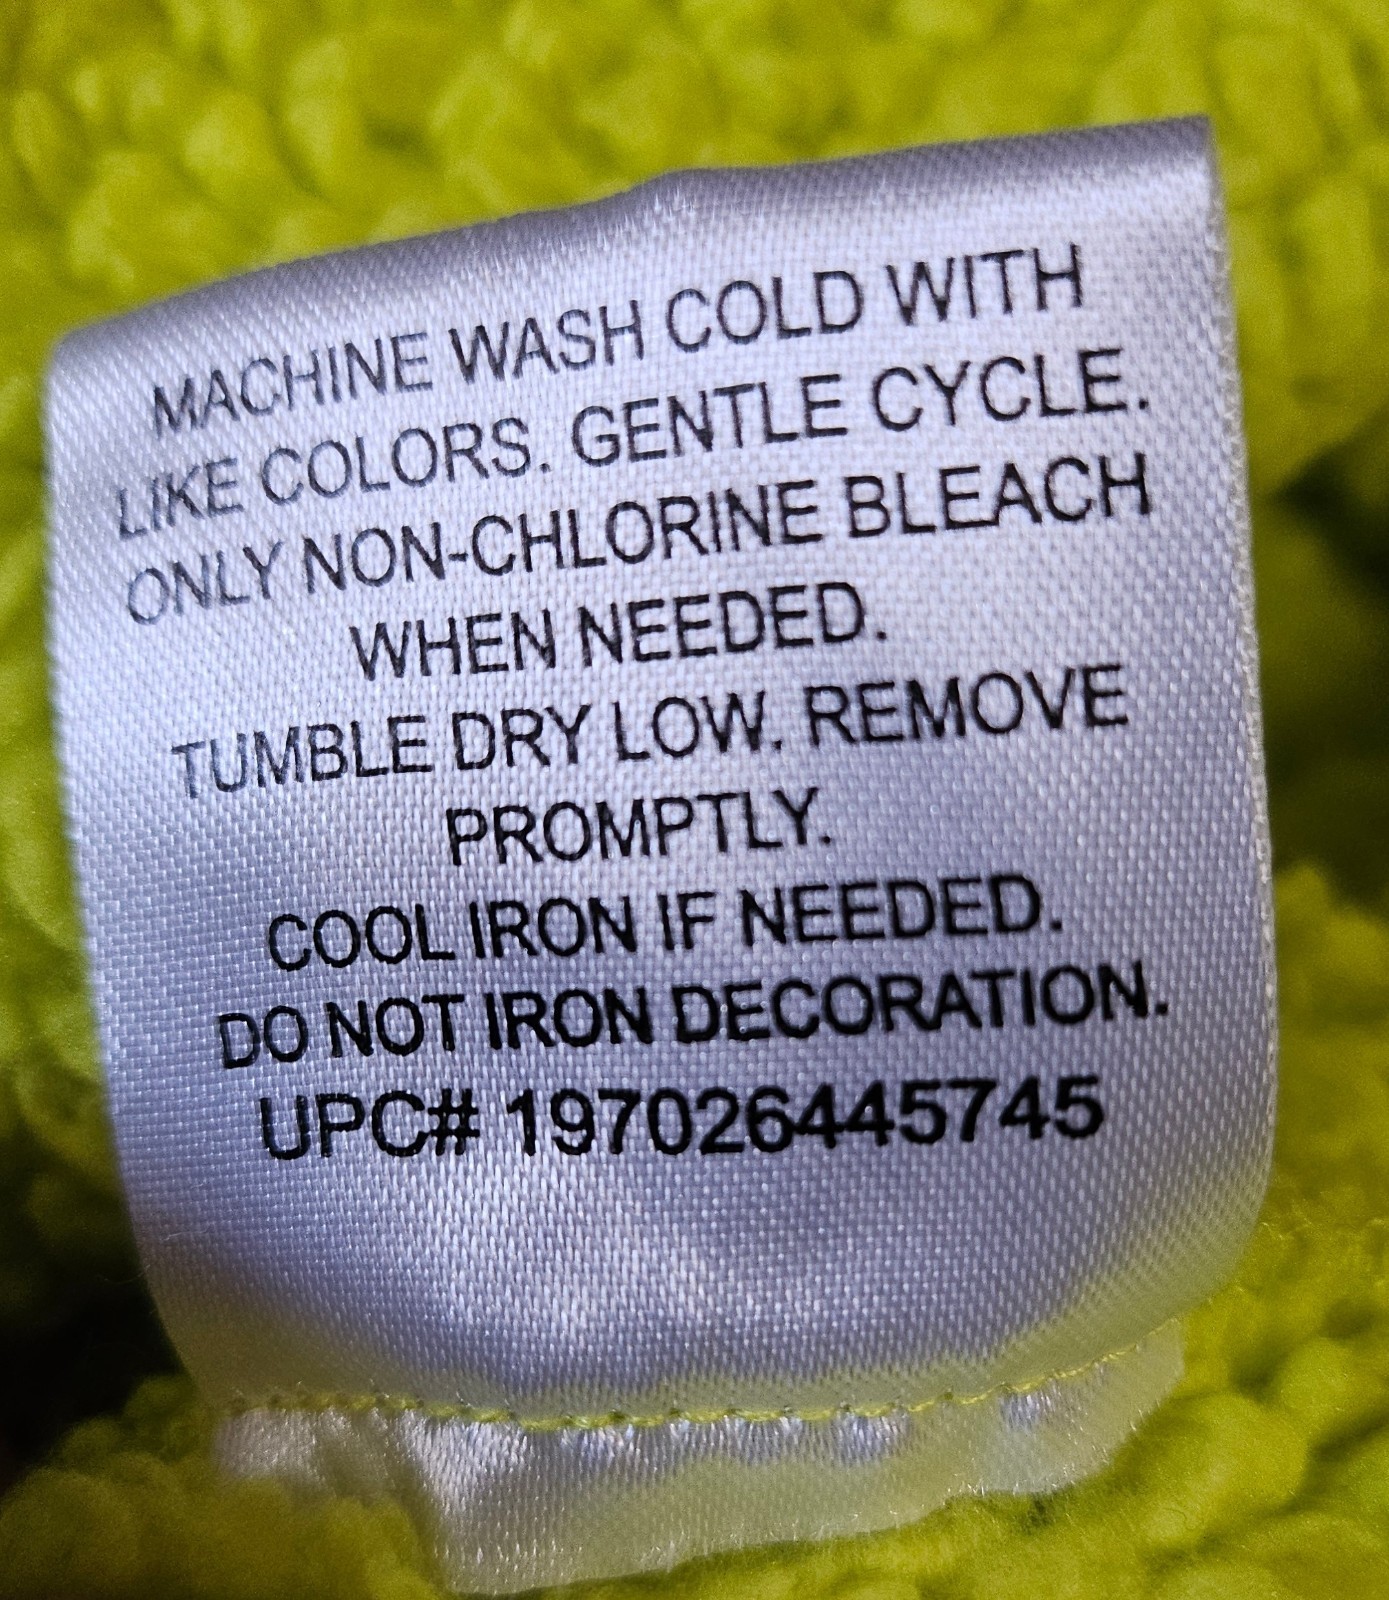 MACHINE WASH COLD WITH
LIKE COLORS. GENTLE CYCLE.
ONLY NON-CHLORINE BLEACH
WHEN NEEDED.
TUMBLE DRY LOW. REMOVE
PROMPTLY.
COOL IRON IF NEEDED.
DO NOT IRON DECORATION.
UPC# 197026445745